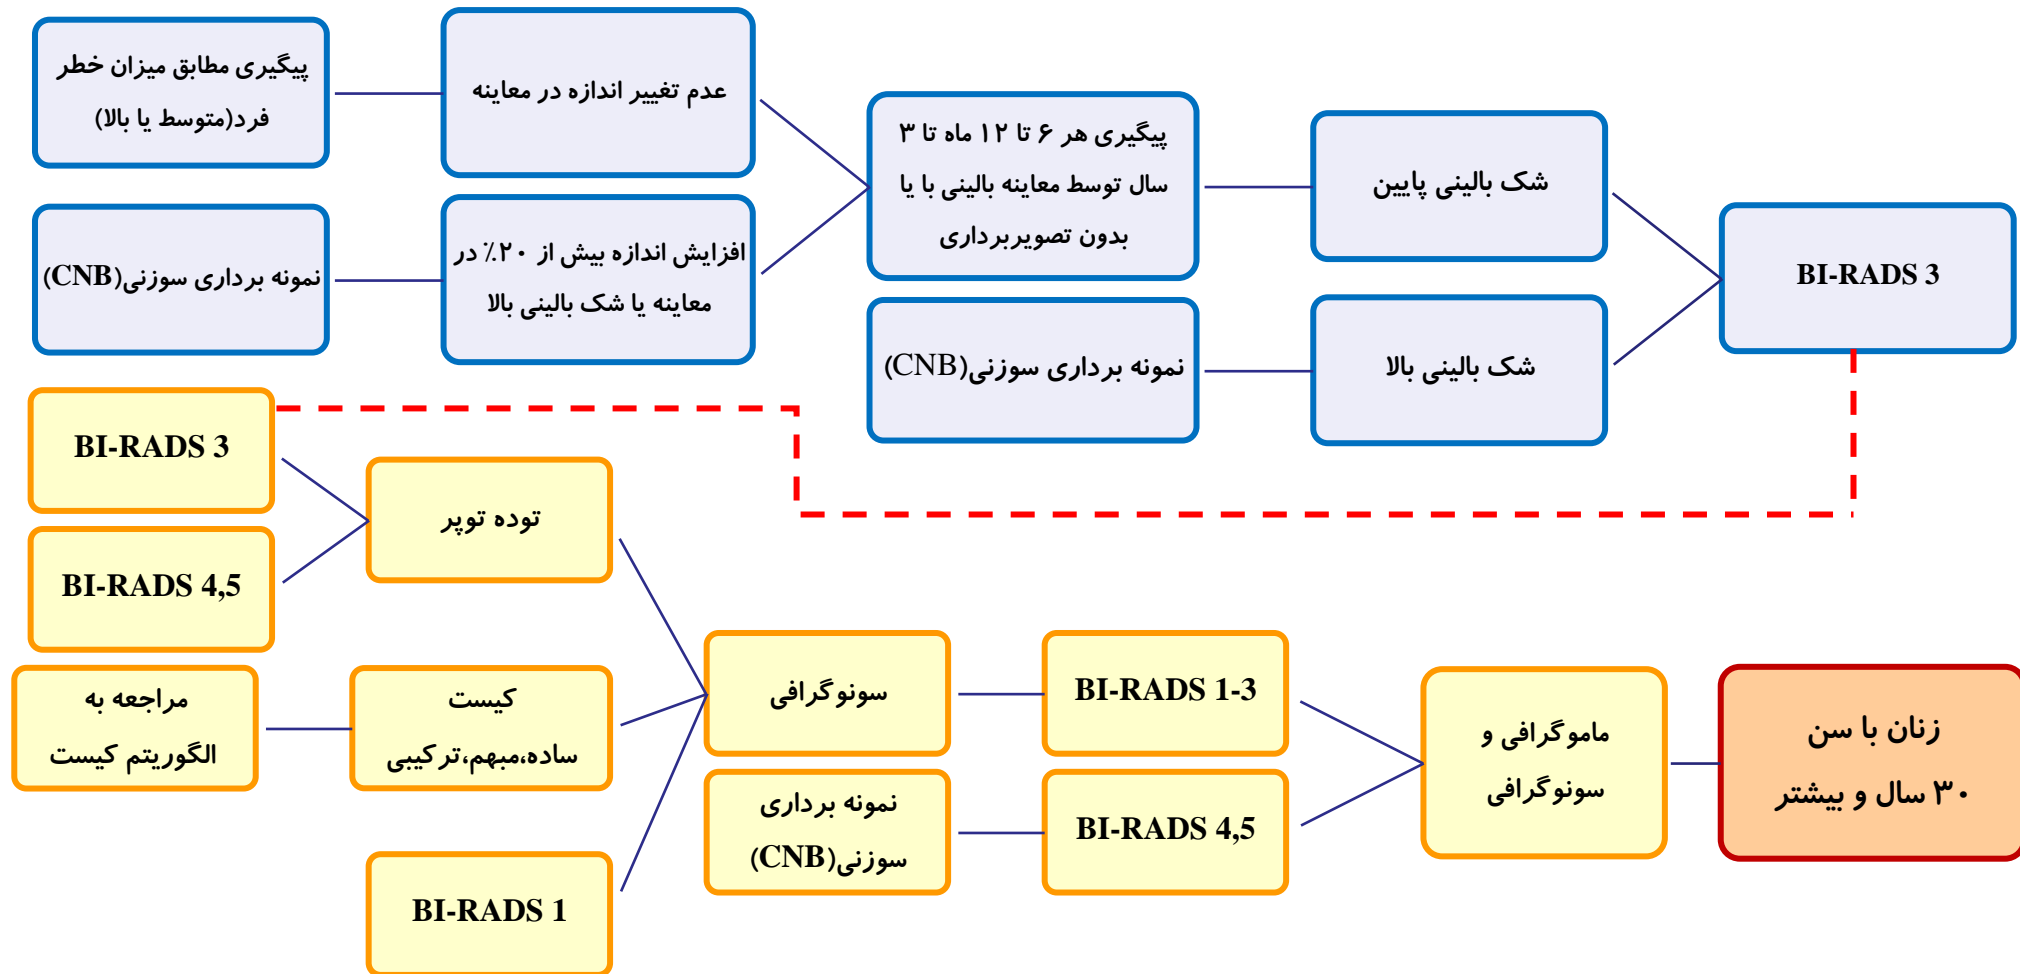 BI-RADS 3
شک بالینی پایین
پیگیری هر ۶ تا ۱۲ ماه تا ۳
سال توسط معاینه بالینی با یا
بدون تصویربرداری
عدم تغییر اندازه در معاینه
پیگیری مطابق میزان خطر
فرد(متوسط یا بالا)
افزایش اندازه بیش از ۲۰٪ در
معاینه یا شک بالینی بالا
نمونه برداری سوزنی(CNB)
شک بالینی بالا
نمونه برداری سوزنی(CNB)
زنان با سن
۳۰ سال و بیشتر
ماموگرافی و
سونوگرافی
BI-RADS 1-3
سونوگرافی
توده توپر
BI-RADS 3
BI-RADS 4,5
کیست
ساده،مبهم،ترکیبی
مراجعه به
الگوریتم کیست
BI-RADS 1
BI-RADS 4,5
نمونه برداری
سوزنی(CNB)